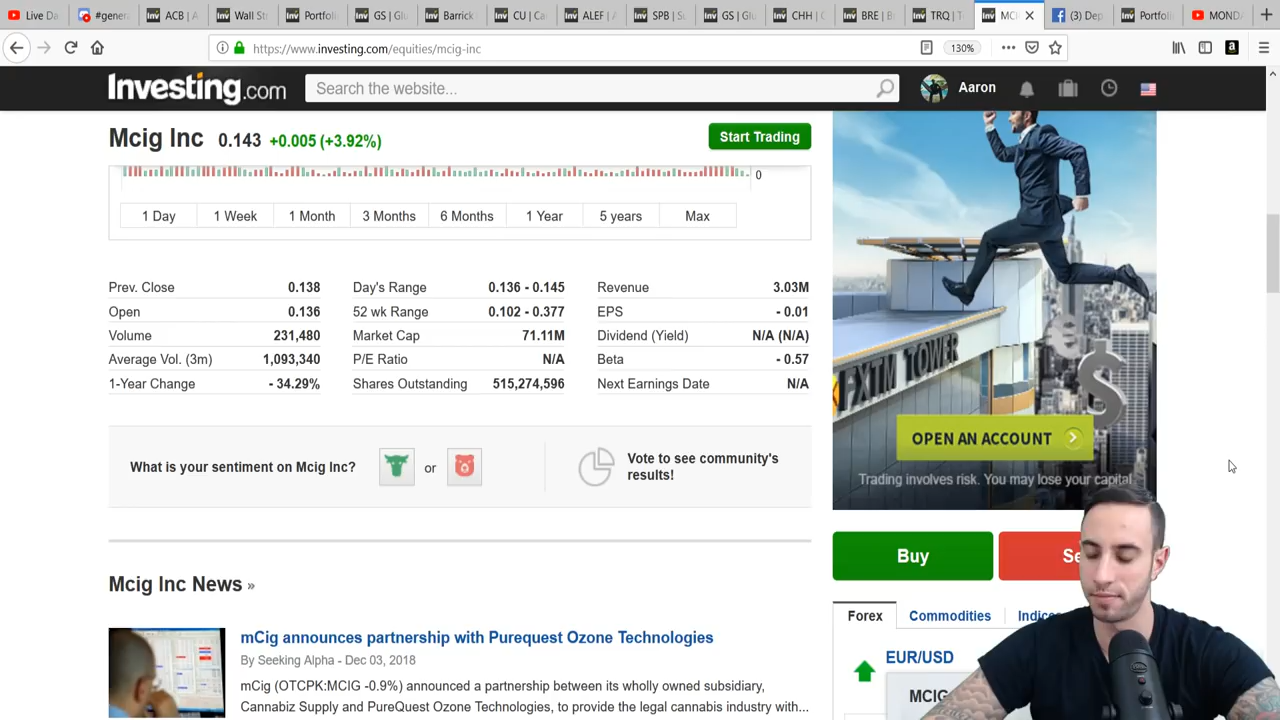 Live Da
#gener
ACB | A
Wall St
Portfol
GS | Gl
Barrick
CU | Ca
ALEF | A
SPB | Su
GS | Gl
CHH | C
BRE | B
TRQ | T
MC
(3) Dep
Portfoli
MOND
https://www.investing.com/equities/mcig-inc
130%
Investing.com
Search the website...
Aaron
Mcig Inc 0.143 +0.005 (+3.92%)
Start Trading
0
1 Day 1 Week 1 Month 3 Months 6 Months 1 Year 5 years Max
Prev. Close 0.138 Day's Range 0.136 - 0.145 Revenue 3.03M
Open 0.136 52 wk Range 0.102 - 0.377 EPS - 0.01
Volume 231,480 Market Cap 71.11M Dividend (Yield) N/A (N/A)
Average Vol. (3m) 1,093,340 P/E Ratio N/A Beta - 0.57
1-Year Change - 34.29% Shares Outstanding 515,274,596 Next Earnings Date N/A
FXTM TOWER
OPEN AN ACCOUNT
Trading involves risk. You may lose your capital.
What is your sentiment on Mcig Inc? or
Vote to see community's
results!
Buy
Se
Mcig Inc News »
Forex Commodities Indice
mCig announces partnership with Purequest Ozone Technologies
By Seeking Alpha - Dec 03, 2018
mCig (OTCPK:MCIG -0.9%) announced a partnership between its wholly owned subsidiary,
Cannabiz Supply and PureQuest Ozone Technologies, to provide the legal cannabis industry with...
EUR/USD
MCIG